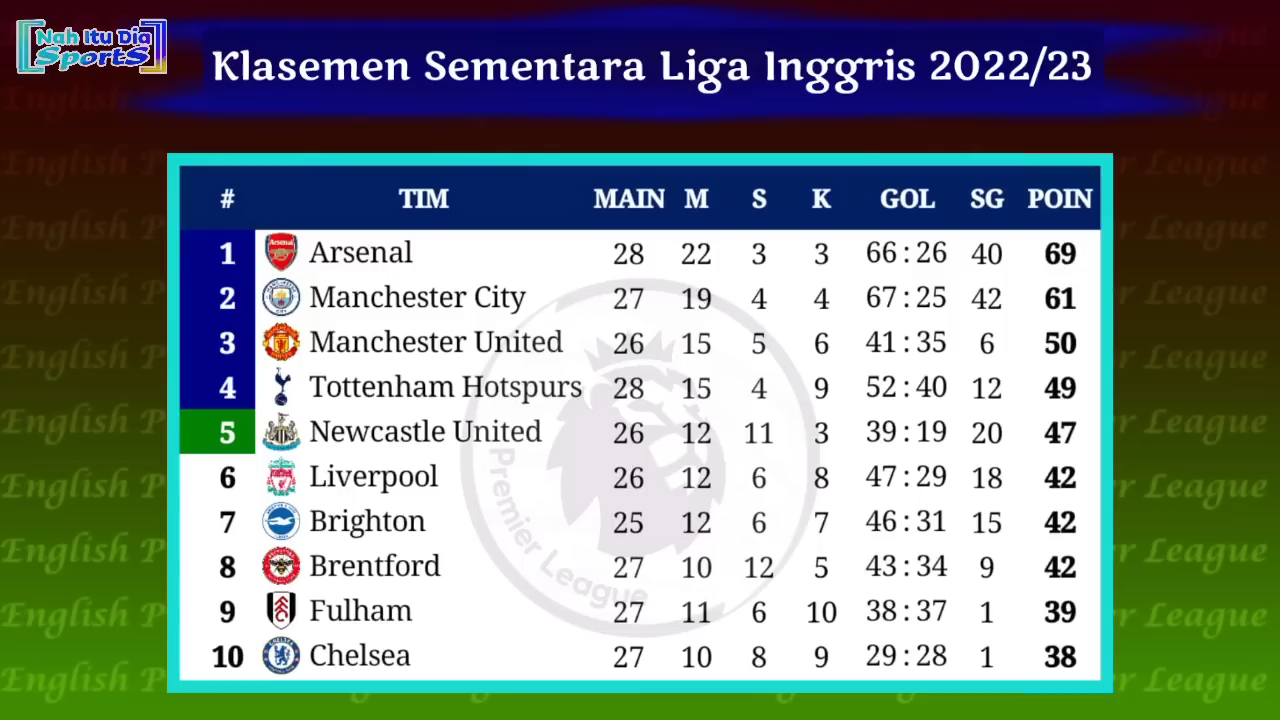 Nah Itu Dia
Sports
Klasemen Sementara Liga Inggris 2022/23
# TIM MAIN M S K GOL SG POIN
1 Arsenal 28 22 3 3 66:26 40 69
2 Manchester City 27 19 4 4 67:25 42 61
3 Manchester United 26 15 5 6 41:35 6 50
4 Tottenham Hotspurs 28 15 4 9 52:40 12 49
5 Newcastle United 26 12 11 3 39:19 20 47
6 Liverpool 26 12 6 8 47:29 18 42
7 Brighton 25 12 6 7 46:31 15 42
8 Brentford 27 10 12 5 43:34 9 42
9 Fulham 27 11 6 10 38:37 1 39
10 Chelsea 27 10 8 9 29:28 1 38
Premier League